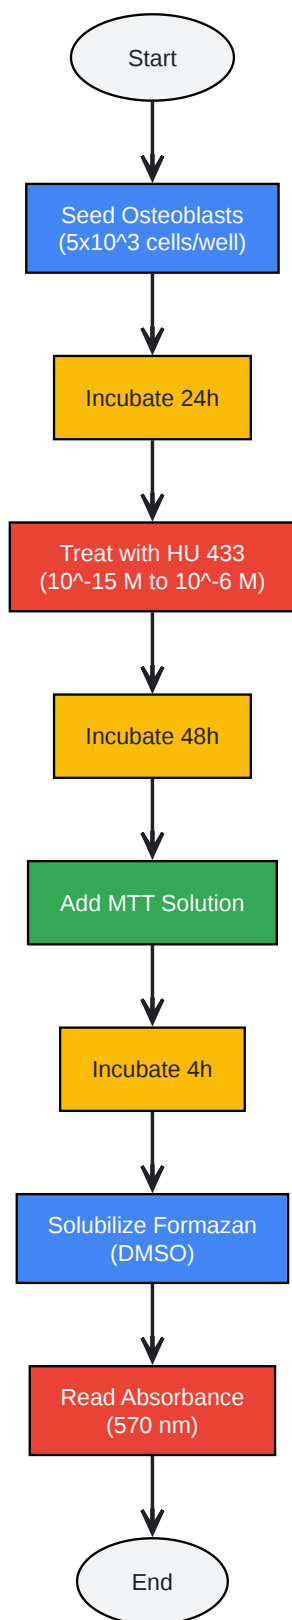 Start
Seed Osteoblasts
(5x10^3 cells/well)
Incubate 24h
Treat with HU 433
(10^-15 M to 10^-6 M)
Incubate 48h
Add MTT Solution
Incubate 4h
Solubilize Formazan
(DMSO)
Read Absorbance
(570 nm)
End